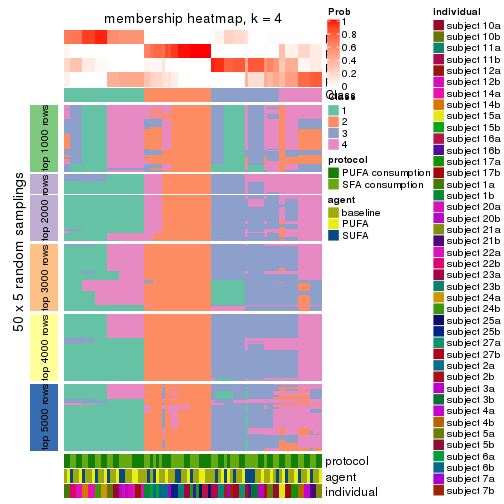 membership heatmap, k = 4
50 x 5 random samplings
top 1000 rows
top 2000 rows
top 3000 rows
top 4000 rows
top 5000 rows
Class
protocol
agent
individual
Prob
1
0.8
0.6
0.4
0.2
0
Class
1
2
3
4
protocol
PUFA consumption
SFA consumption
agent
baseline
PUFA
SUFA
individual
subject 10a
subject 10b
subject 11a
subject 11b
subject 12a
subject 12b
subject 14a
subject 14b
subject 15a
subject 15b
subject 16a
subject 16b
subject 17a
subject 17b
subject 1a
subject 1b
subject 20a
subject 20b
subject 21a
subject 21b
subject 22a
subject 22b
subject 23a
subject 23b
subject 24a
subject 24b
subject 25a
subject 25b
subject 27a
subject 27b
subject 2a
subject 2b
subject 3a
subject 3b
subject 4a
subject 4b
subject 5a
subject 5b
subject 6a
subject 6b
subject 7a
subject 7b